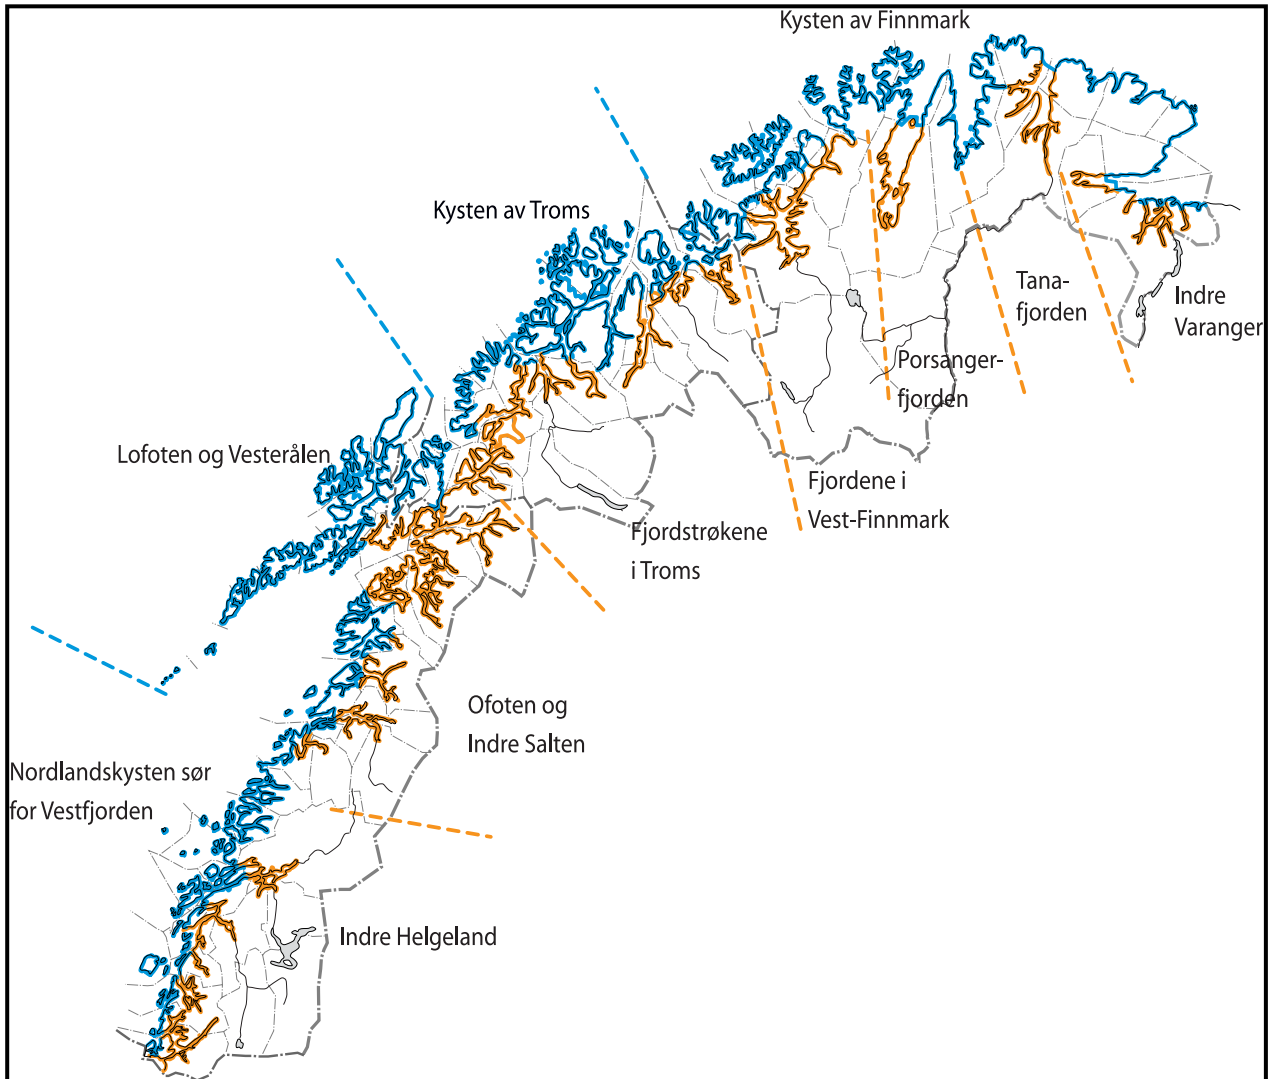 Kysten av Finnmark
Kysten av Troms
Tana-
fjorden
Indre
Varanger
Porsanger-
fjorden
Lofoten og Vesterålen
Fjordene i
Vest-Finnmark
Fjordstrøkene
i Troms
Ofoten og
Indre Salten
Nordlandskysten sør
for Vestfjorden
Indre Helgeland